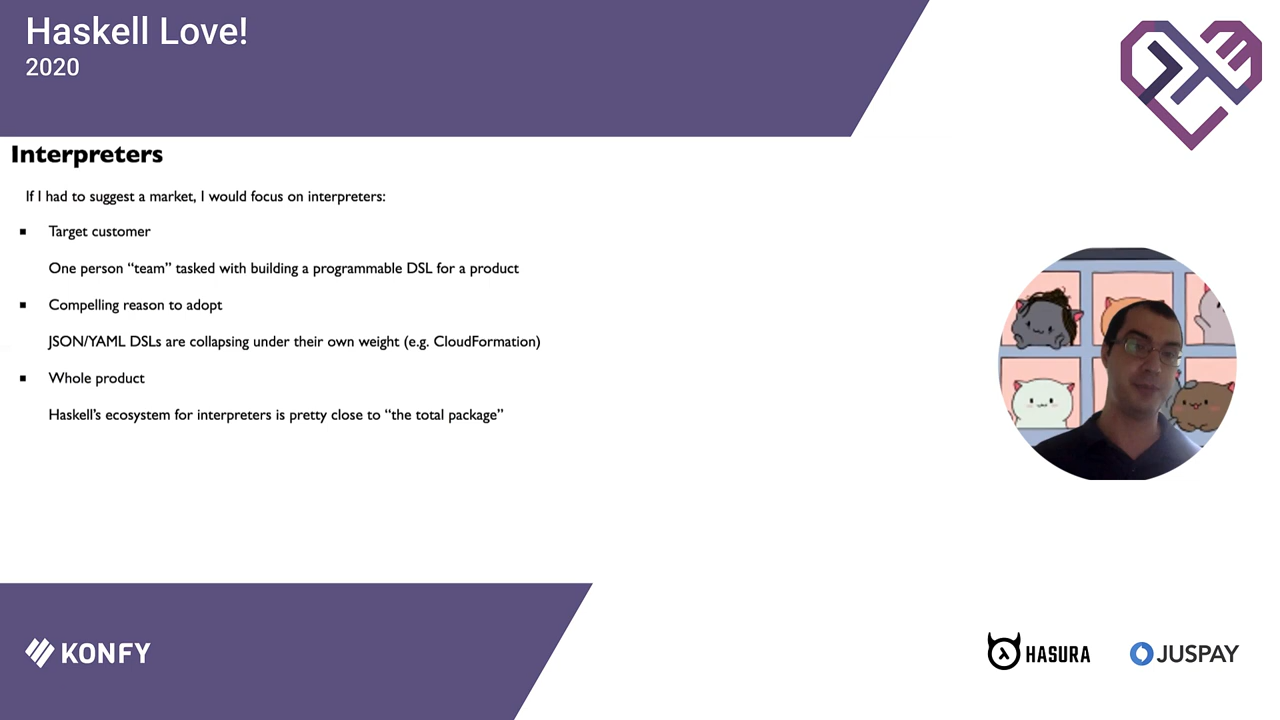 Haskell Love!
2020
Interpreters
If I had to suggest a market, I would focus on interpreters:
▪ Target customer
One person “team” tasked with building a programmable DSL for a product
▪ Compelling reason to adopt
JSON/YAML DSLs are collapsing under their own weight (e.g. CloudFormation)
▪ Whole product
Haskell’s ecosystem for interpreters is pretty close to “the total package”
KONFY
HASURA
JUSPAY